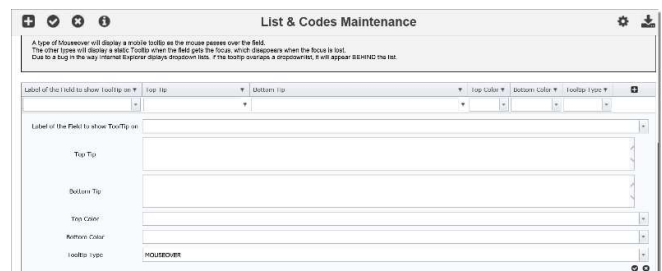 List & Codes Maintenance
A type of Mouseover will display a mobile tooltip as the mouse passes over the field.
The other types will display a static Tooltip when the field gets the focus, which disappears when the focus is lost.
Due to a bug in the way Internet Explorer diplays dropdown lists, if the tooltip overlaps a dropdownlist, it will appear BEHIND the list.
Label of the Field to show ToolTip on Top Tip Bottom Tip Top Color Bottom Color Tooltip Type
Label of the Field to show ToolTip on
Top Tip
Bottom Tip
Top Color
Bottom Color
Tooltip Type MOUSEOVER